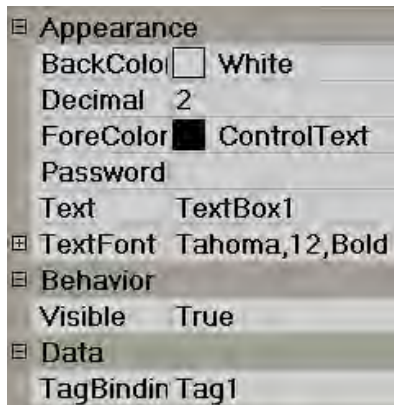 Appearance
BackColo White
Decimal 2
ForeColor ControlText
Password
Text TextBox1
TextFont Tahoma,12,Bold
Behavior
Visible True
Data
TagBindin Tag1